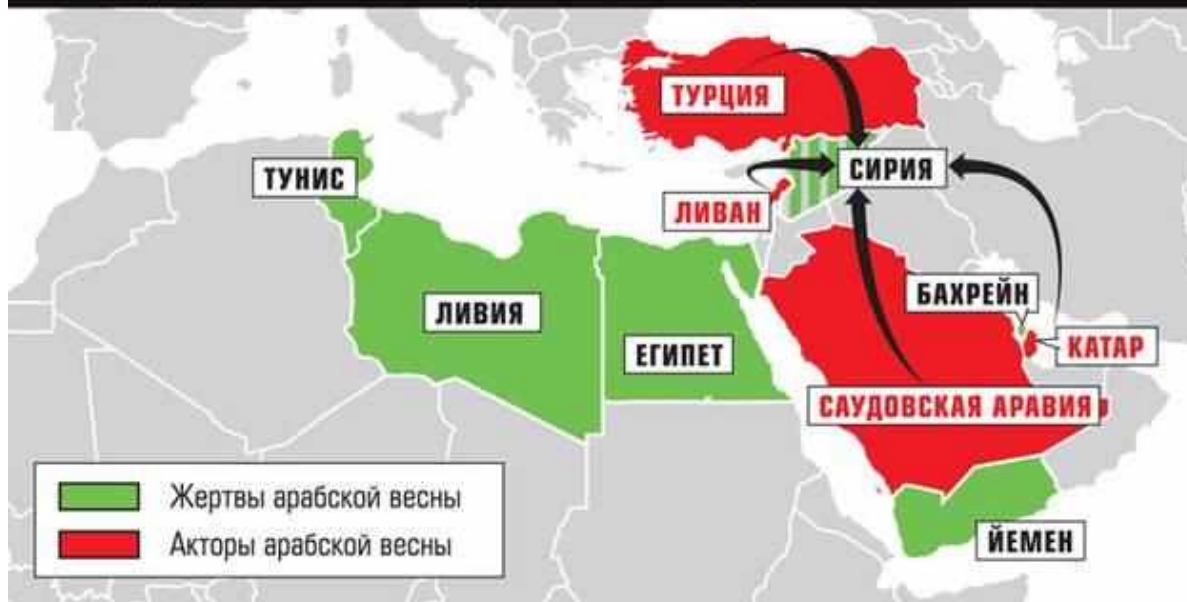 ТУРЦИЯ
ТУНИС
СИРИЯ
ЛИВАН
ЛИВИЯ
БАХРЕЙН
ЕГИПЕТ
КАТАР
САУДОВСКАЯ АРАВИЯ
Жертвы арабской весны
Акторы арабской весны
ЙЕМЕН